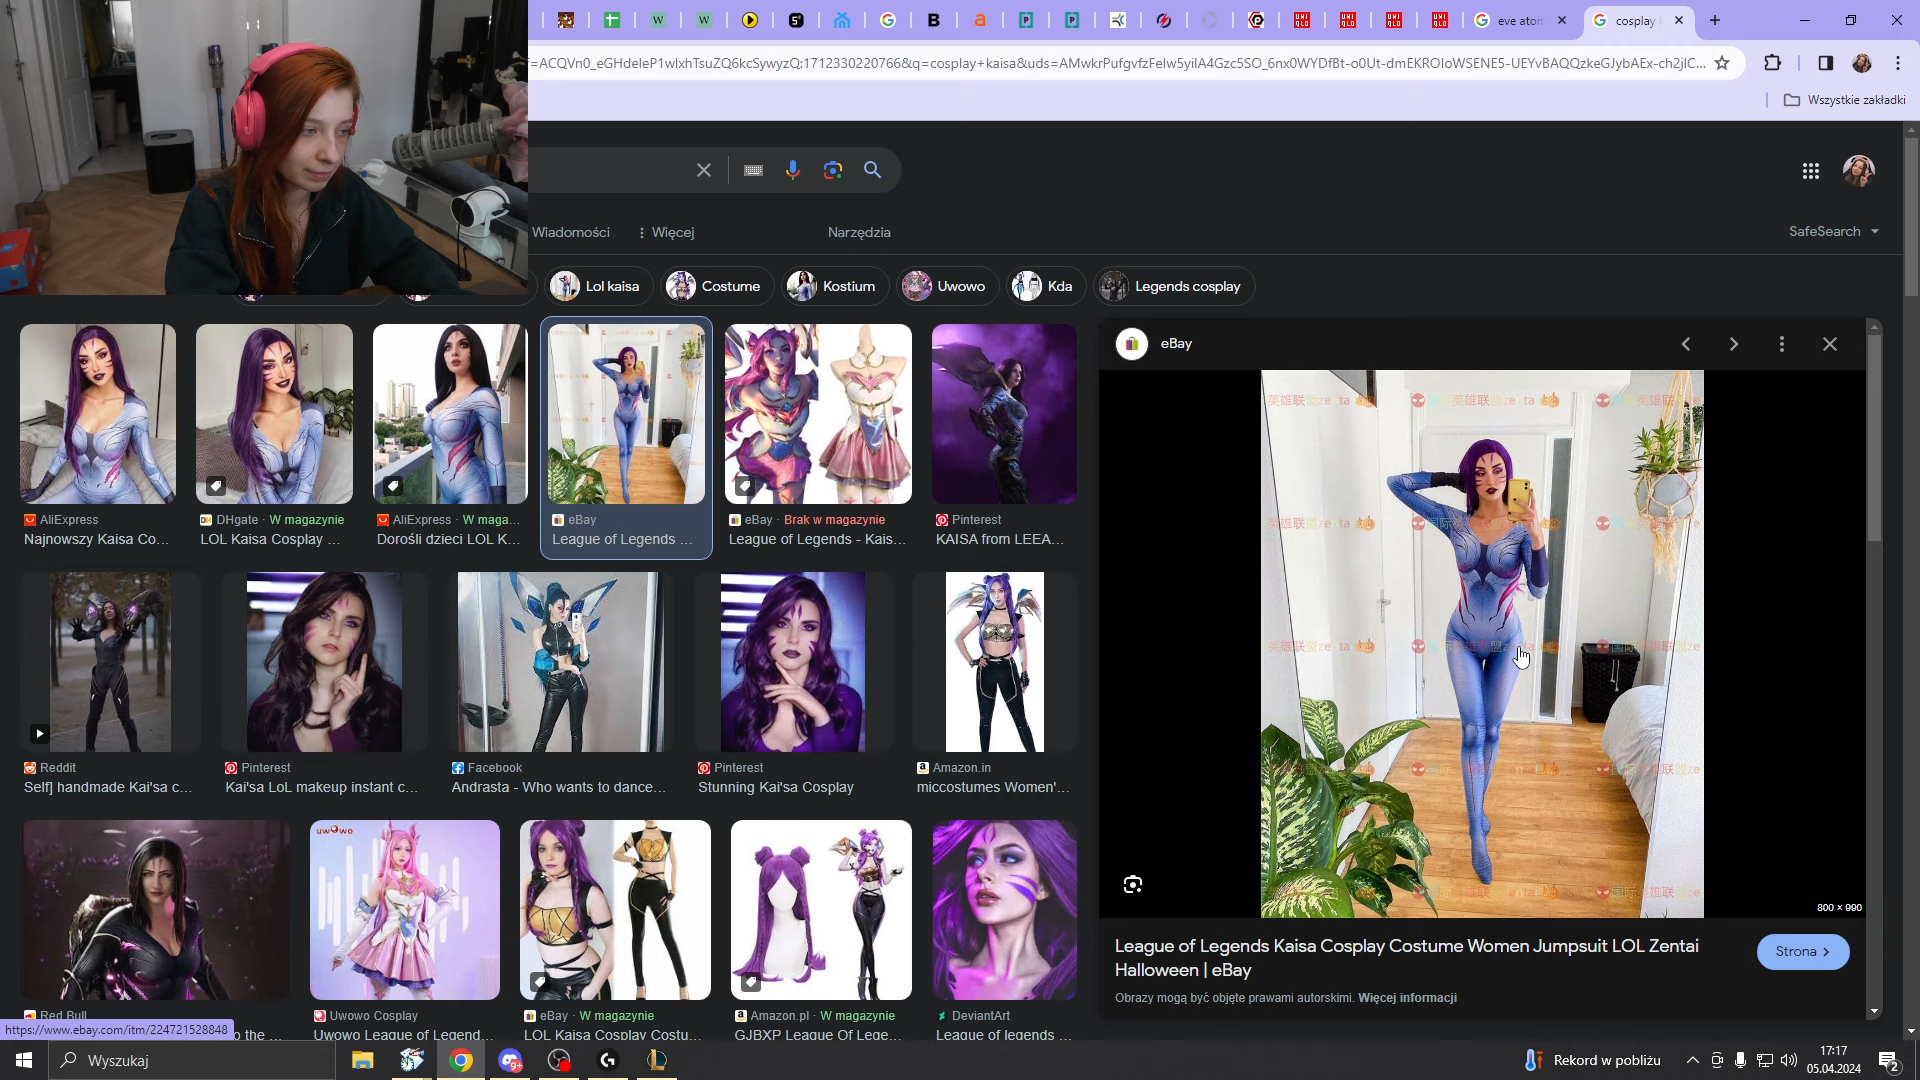 eve aton
cosplay
=ACQVn0_eGHdeleP1wlxhTsuZQ6kcSywyzQ:1712330220766&q=cosplay+kaisa&uds=AMwkrPufgvfzFelw5yilA4Gzc5SO_6nx0WYDfBt-o0Ut-dmEKROIoWSENE5-UEYvBAQQzkeGJybAEx-ch2jlC...
Wszystkie zakładki
Wiadomości
Więcej
Narzędzia
SafeSearch
Lol kaisa
Costume
Kostium
Uwowo
Kda
Legends cosplay
AliExpress
Najnowszy Kaisa Co...
DHgate · W magazynie
LOL Kaisa Cosplay ...
AliExpress · W maga...
Dorośli dzieci LOL K...
eBay
League of Legends ...
eBay · Brak w magazynie
League of Legends - Kais...
Pinterest
KAISA from LEEA...
Reddit
Self] handmade Kai'sa c...
Pinterest
Kai'sa LoL makeup instant c...
Facebook
Andrasta - Who wants to dance...
Pinterest
Stunning Kai'sa Cosplay
Amazon.in
miccostumes Women'...
uwowo
Red Bull
o the ...
Uwowo Cosplay
Uwowo League of Legend...
eBay · W magazynie
LOL Kaisa Cosplay Costu...
Amazon.pl · W magazynie
GJBXP League Of Lege...
DeviantArt
League of legends ...
eBay
800 × 990
League of Legends Kaisa Cosplay Costume Women Jumpsuit LOL Zentai
Halloween | eBay
Strona
Obrazy mogą być objęte prawami autorskimi. Więcej informacji
https://www.ebay.com/itm/224721528848
Wyszukaj
9+
Rekord w pobliżu
17:17
05.04.2024
2